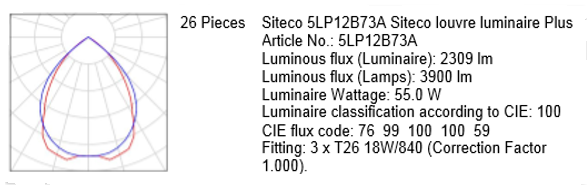 26 Pieces Siteco 5LP12B73A Siteco louvre luminaire Plus
Article No.: 5LP12B73A
Luminous flux (Luminaire): 2309 lm
Luminous flux (Lamps): 3900 lm
Luminaire Wattage: 55.0 W
Luminaire classification according to CIE: 100
CIE flux code: 76 99 100 100 59
Fitting: 3 x T26 18W/840 (Correction Factor
1.000).